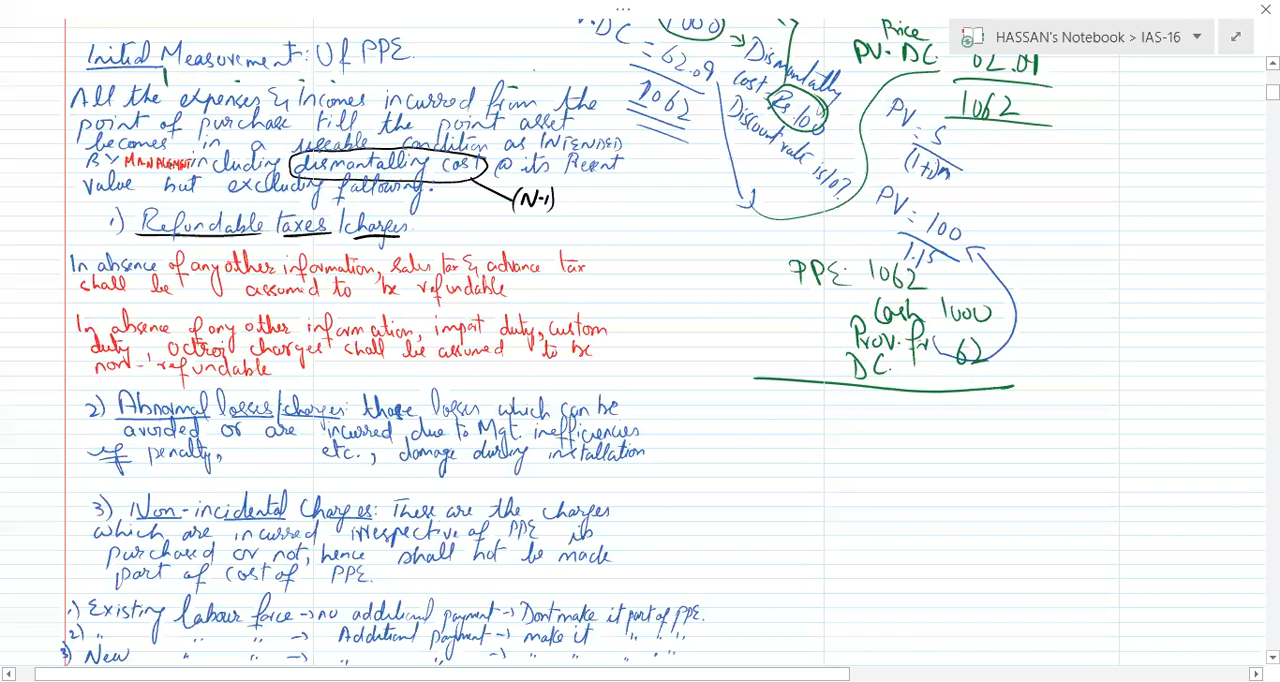 HASSAN's Notebook > IAS-16
Initial Measurement: Of PPE.
All the expenses & Incomes incurred from the
point of purchase till the point asset
becomes in a useable condition as INTENDED
BY MANAGEMENT including dismantalling cost @ its Present
value but excluding following.
(N-1)
1) Refundable taxes/charges.
In absence of any other information, sales tax & advance tax
shall be assumed to be refundable
In absence of any other information, import duty, custom
duty, octroi charges shall be assumed to be
non-refundable
2) Abnormal losses/charges: those losses which can be
avoided or are incurred due to Mgt. inefficiencies
penalty, etc., damage during installation
3) Non-incidental Charges: These are the charges
which are incurred irrespective of PPE is
purchased or not, hence shall not be made
part of cost of PPE.
1) Existing labour force → no additional payment → Dont make it part of PPE.
2) " " " → Additional payment → make it " " "
3) New " " → " " → " " " " "
DC
1000
= 62.09
1062
Dismantally
cost Rs.100
Discount rate is 10%
Price
PV. DC 62.09
1062
PV = S
(1+i)n
PV = 100
1.1^5
PPE 1062
Cash 1000
Prov. for 62
DC.